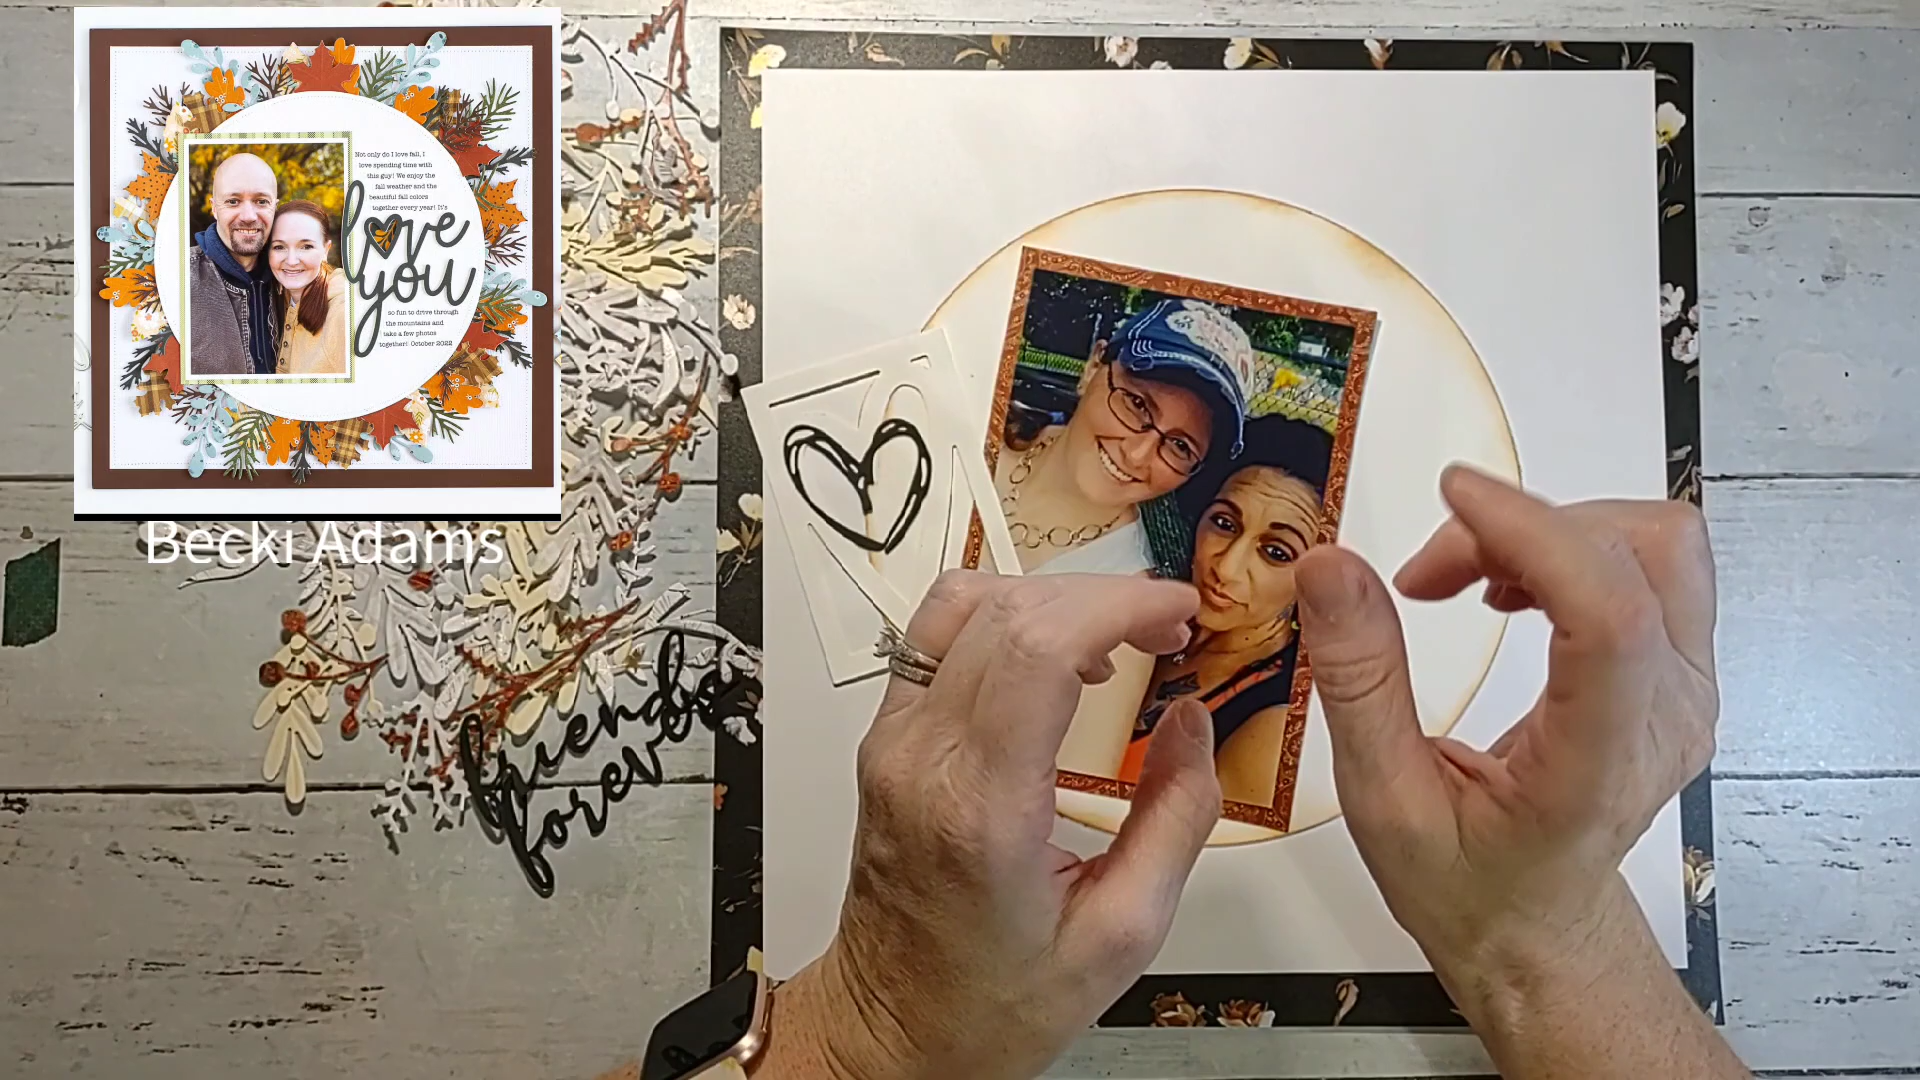 Not only do I love fall, I
love spending time with
this guy! We enjoy the
fall weather and the
beautiful fall colors
together every year! It's
love
you
so fun to drive through
the mountains and
take a few photos
together! October 2022
Becki Adams
friends
forever